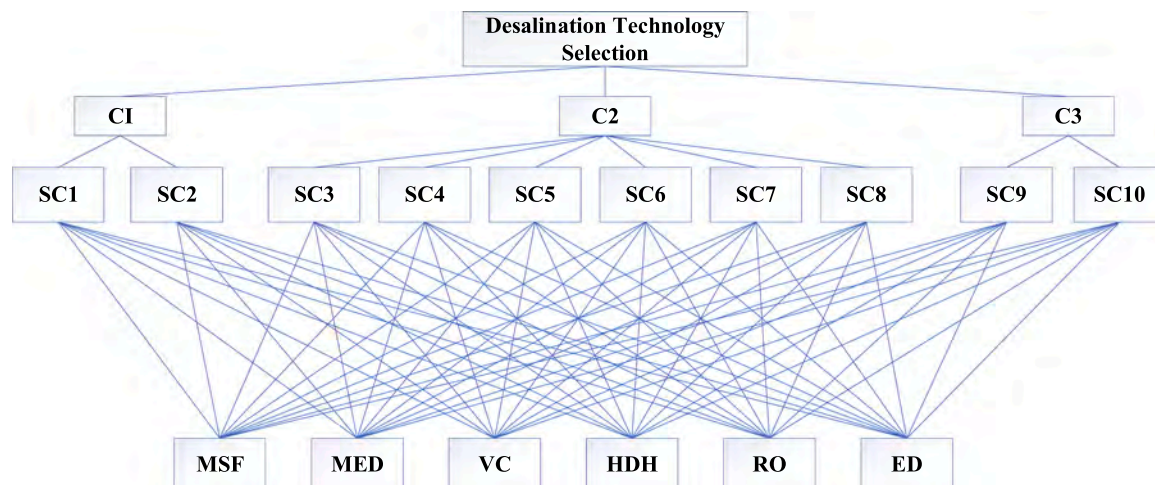 Desalination Technology
Selection
CI
C2
C3
SC1
SC2
SC3
SC4
SC5
SC6
SC7
SC8
SC9
SC10
MSF
MED
VC
HDH
RO
ED